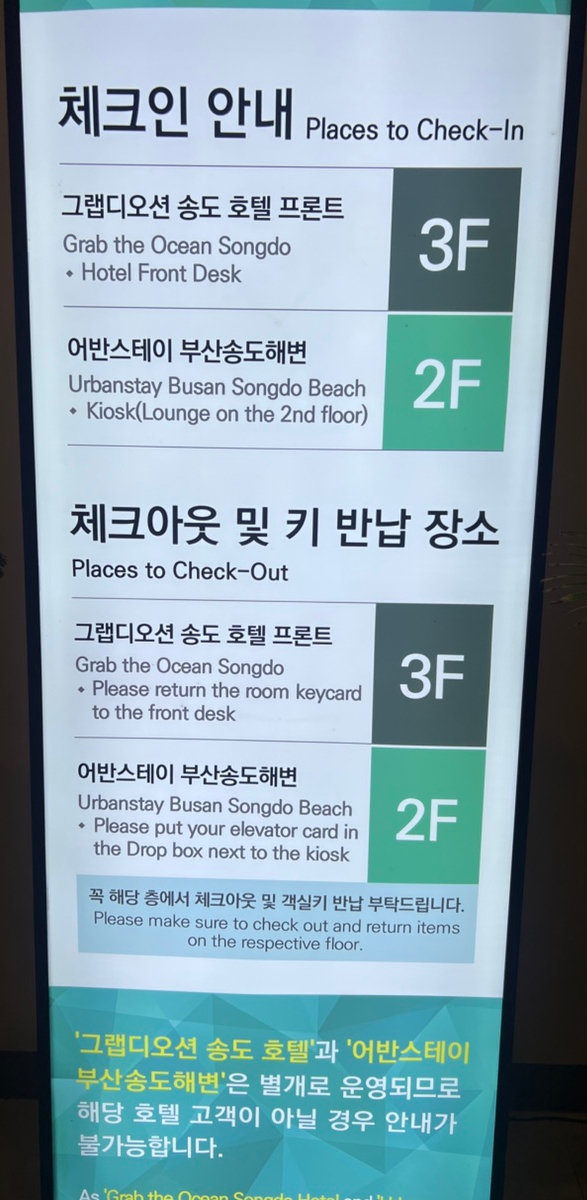 체크인 안내 Places to Check-In
그랩디오션 송도 호텔 프론트
Grab the Ocean Songdo
• Hotel Front Desk
3F
어반스테이 부산송도해변
Urbanstay Busan Songdo Beach
• Kiosk(Lounge on the 2nd floor)
2F
체크아웃 및 키 반납 장소
Places to Check-Out
그랩디오션 송도 호텔 프론트
Grab the Ocean Songdo
• Please return the room keycard
to the front desk
3F
어반스테이 부산송도해변
Urbanstay Busan Songdo Beach
• Please put your elevator card in
the Drop box next to the kiosk
2F
꼭 해당 층에서 체크아웃 및 객실키 반납 부탁드립니다.
Please make sure to check out and return items
on the respective floor.
'그랩디오션 송도 호텔'과 '어반스테이
부산송도해변'은 별개로 운영되므로
해당 호텔 고객이 아닐 경우 안내가
불가능합니다.
As 'Grab the Ocean Songdo Hotel